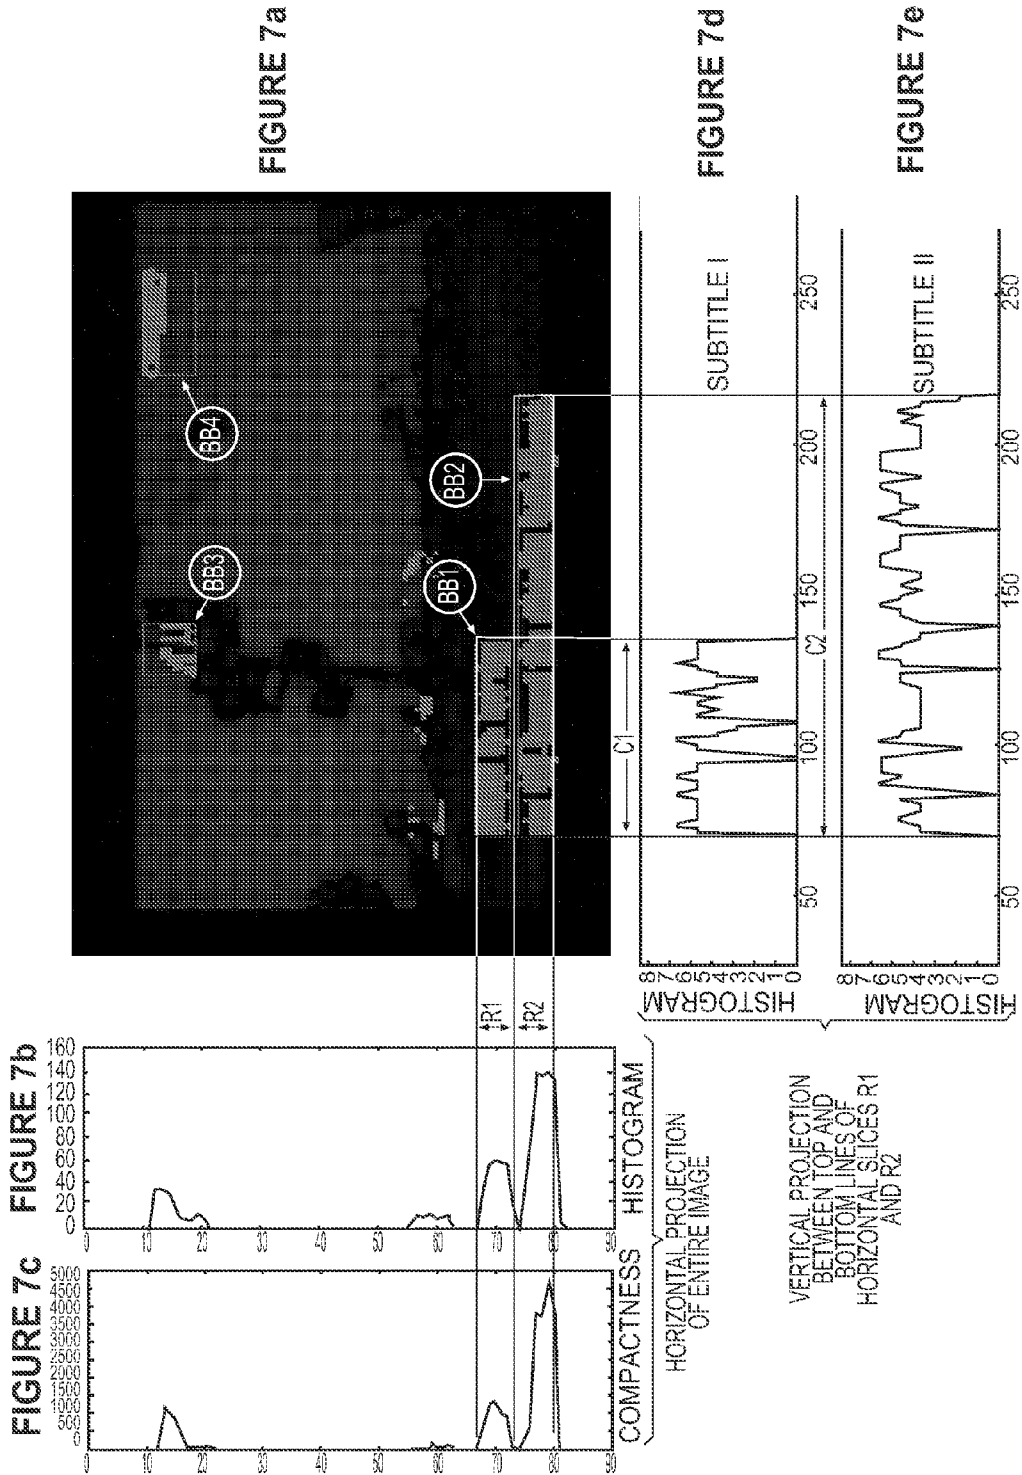 FIGURE 7a
BB4
BB3
BB2
BB1
FIGURE 7b
160
140
120
100
80
60
40
20
0
0
10
20
30
40
50
60
70
80
90
HISTOGRAM
R1
R2
FIGURE 7c
5000
4500
4000
3500
3000
2500
2000
1500
1000
500
0
0
10
20
30
40
50
60
70
80
90
COMPACTNESS
HORIZONTAL PROJECTION
OF ENTIRE IMAGE
FIGURE 7d
SUBTITLE I
C1
8
7
6
5
4
3
2
1
0
HISTOGRAM
50
100
150
200
250
C2
FIGURE 7e
SUBTITLE II
8
7
6
5
4
3
2
1
0
HISTOGRAM
50
100
150
200
250
VERTICAL PROJECTION
BETWEEN TOP AND
BOTTOM LINES OF
HORIZONTAL SLICES R1
AND R2